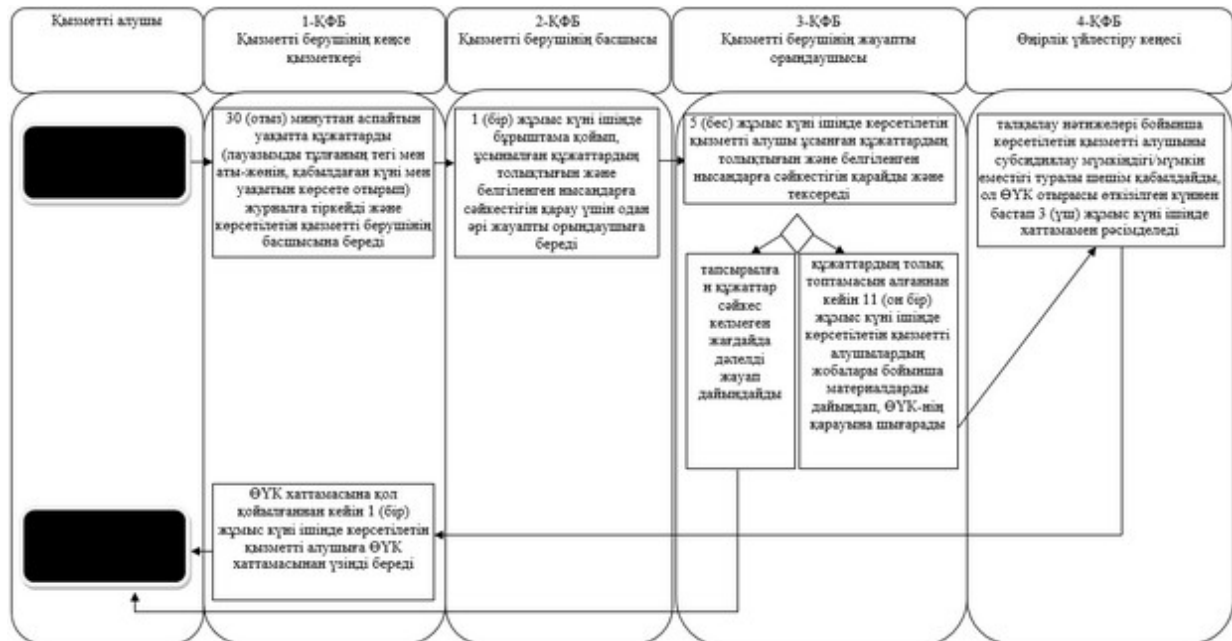 Қызметті алушы
1-ҚФБ
Қызметті берушінің кеңсе
қызметкері
2-ҚФБ
Қызметті берушінің басшысы
3-ҚФБ
Қызметті берушінің жауапты
орындаушысы
4-ҚФБ
Өңірлік үйлестіру кеңесі
30 (отыз) минуттан аспайтын
уақытта құжаттарды
(лауазымды тұлғаның тегі мен
аты-жөнін, қабылдаған күні мен
уақытын көрсете отырып)
журналға тіркейді және
көрсетілетін қызметті берушінің
басшысына береді
1 (бір) жұмыс күні ішінде
бұрыштама қойып,
ұсынылған құжаттардың
толықтығын және
белгіленген нысандарға
сәйкестігін қарау үшін одан
әрі жауапты орындаушыға
береді
5 (бес) жұмыс күні ішінде көрсетілетін
қызметті алушы ұсынған құжаттардың
толықтығын және белгіленген
нысандарға сәйкестігін қарайды және
тексереді
талқылау нәтижелері бойынша
көрсетілетін қызметті алушыны
субсидиялау мүмкіндігі/мүмкін
еместігі туралы шешім қабылдайды,
ол ӨҮК отырысы өткізілген күннен
бастап 3 (үш) жұмыс күні ішінде
хаттамамен рәсімделеді
тапсырылға
н құжаттар
сәйкес
келмеген
жағдайда
дәлелді
жауап
дайындайды
құжаттардың толық
топтамасын алғаннан
кейін 11 (он бір)
жұмыс күні ішінде
көрсетілетін қызметті
алушылардың
жобалары бойынша
материалдарды
дайындап, ӨҮК-нің
қарауына шығарады
ӨҮК хаттамасына қол
қойылғаннан кейін 1 (бір)
жұмыс күні ішінде көрсетілетін
қызметті алушыға ӨҮК
хаттамасынан үзінді береді